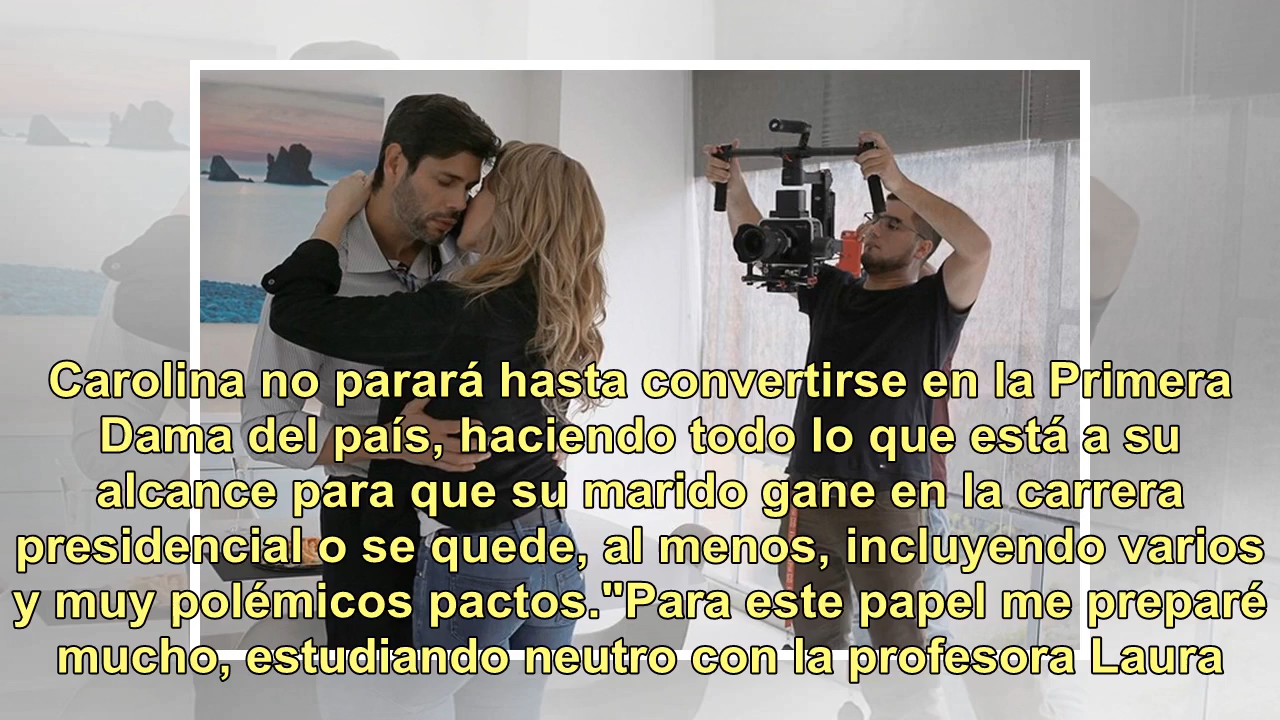 Carolina no parará hasta convertirse en la Primera
Dama del país, haciendo todo lo que está a su
alcance para que su marido gane en la carrera
presidencial o se quede, al menos, incluyendo varios
y muy polémicos pactos."Para este papel me preparé
mucho, estudiando neutro con la profesora Laura